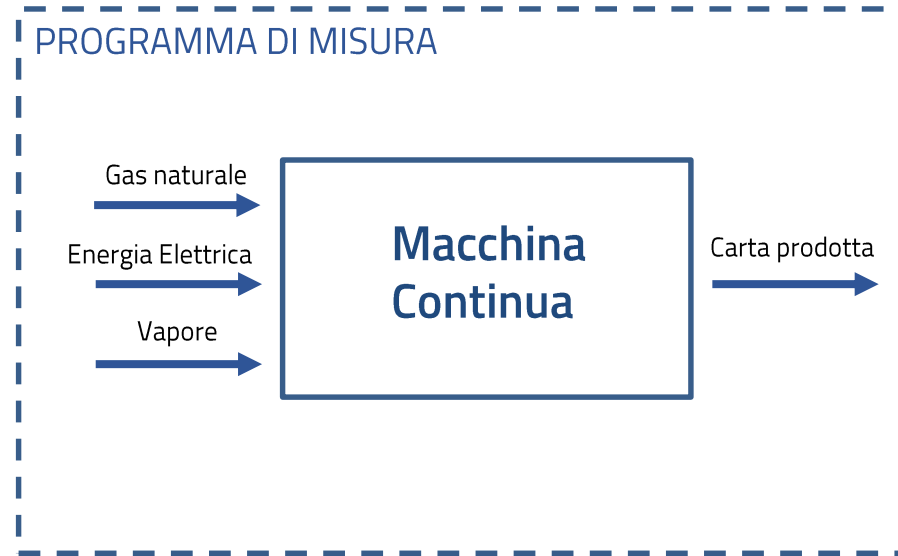 PROGRAMMA DI MISURA
Gas naturale
Energia Elettrica
Vapore
Macchina
Continua
Carta prodotta